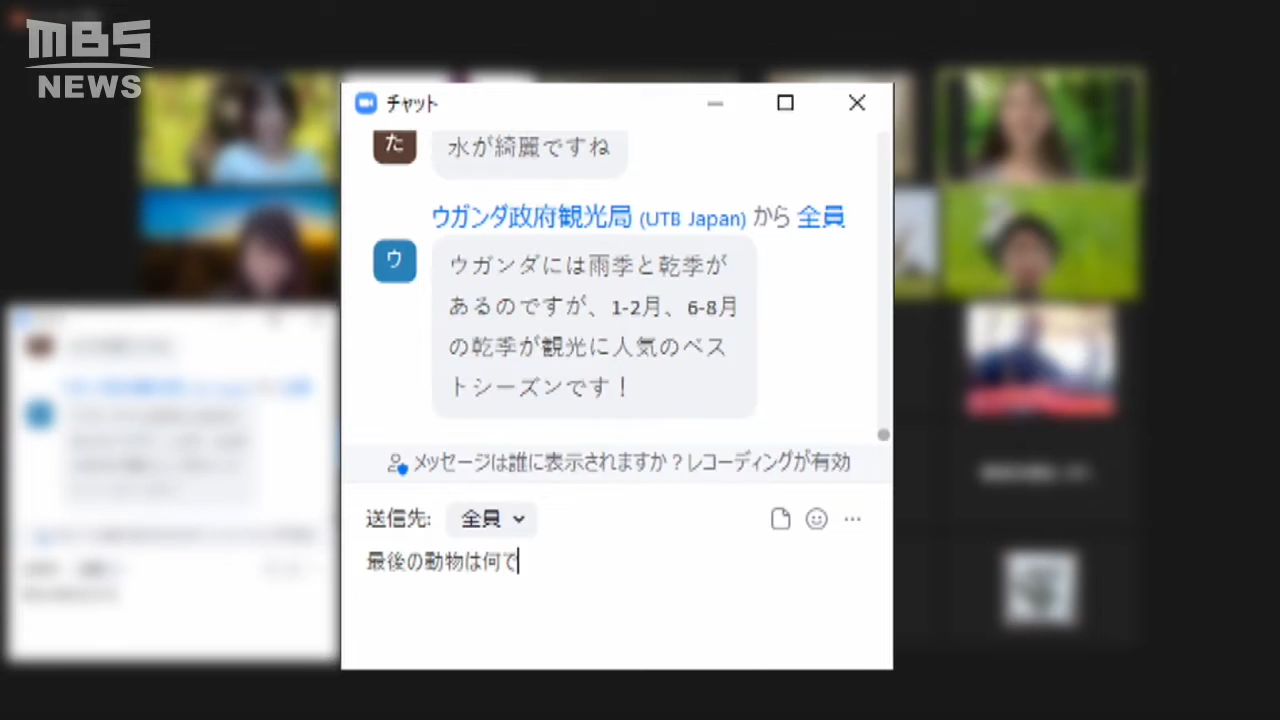 MBS
NEWS
チャット
た
水が綺麗ですね
ウガンダ政府観光局 (UTB Japan) から 全員
ウ
ウガンダには雨季と乾季が
あるのですが、1-2月、6-8月
の乾季が観光に人気のベス
トシーズンです！
メッセージは誰に表示されますか？レコーディングが有効
送信先: 全員
最後の動物は何で